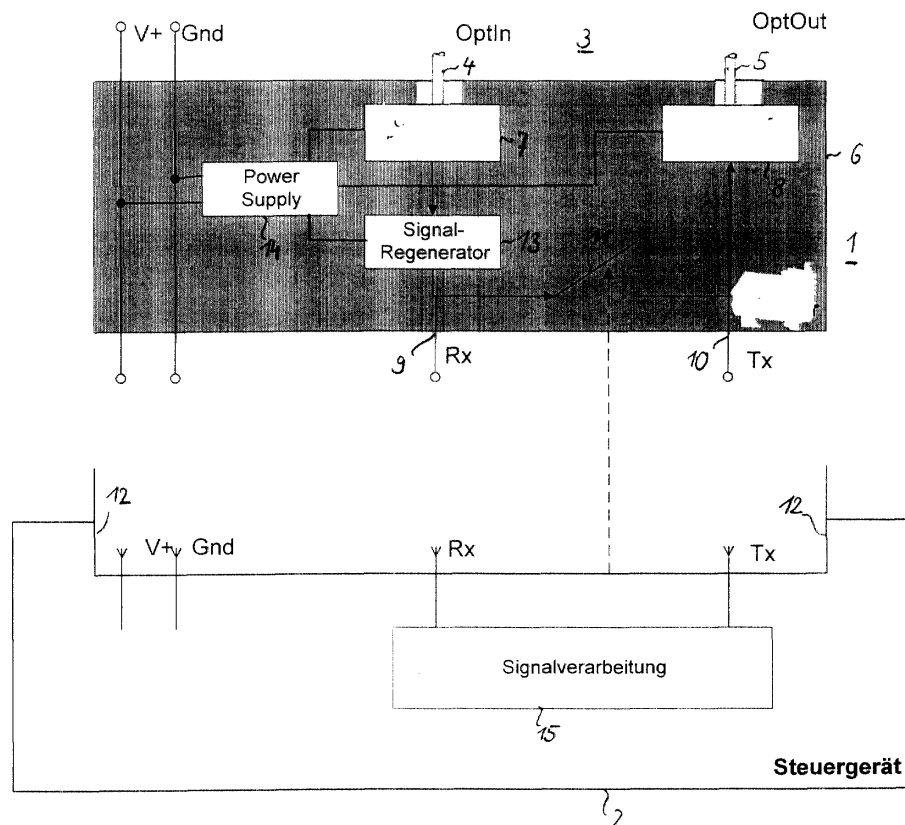 V+ Gnd
OptIn
3
OptOut
4
5
7
8
6
Power
Supply
14
Signal-
Regenerator
13
1
9
Rx
10
Tx
12
12
V+ Gnd
Rx
Tx
Signalverarbeitung
15
Steuergerät
2